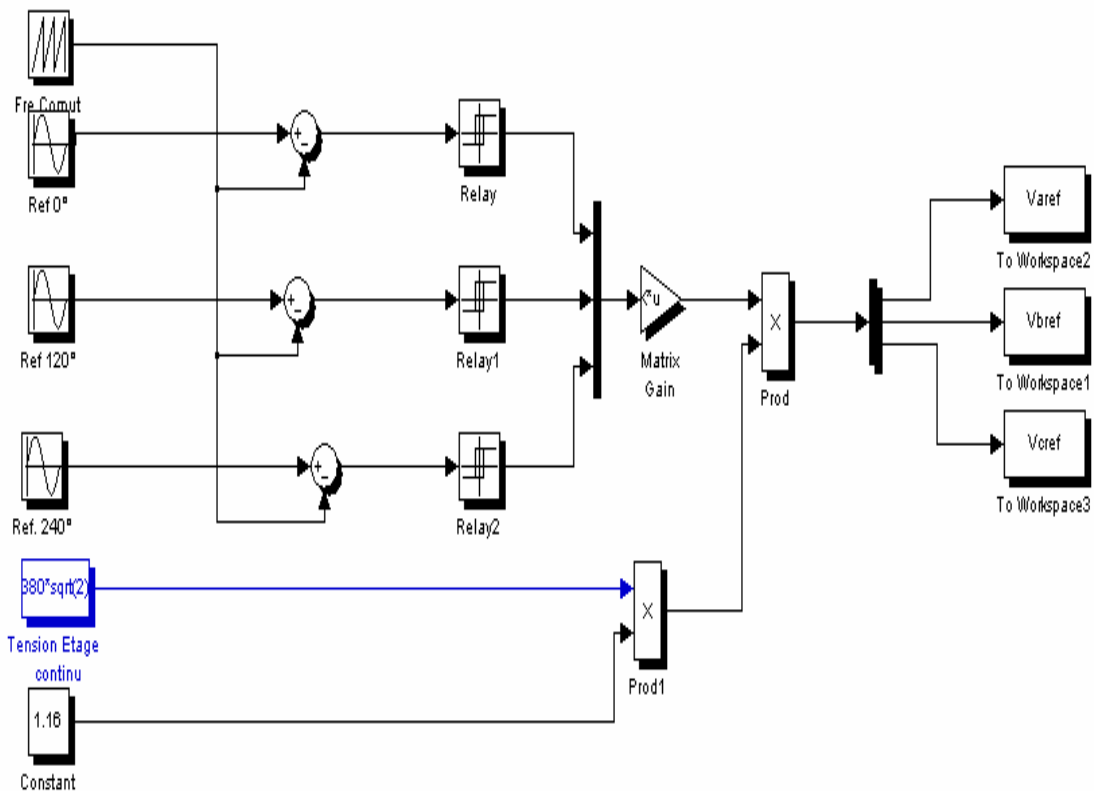 Fre Comut
Ref 0°
Ref 120°
Ref. 240°
380*sqrt(2)
Tension Etage
continu
1.16
Constant
+
−
+
−
+
−
Relay
Relay1
Relay2
u
Matrix
Gain
X
Prod
X
Prod1
Varef
To Workspace2
Vbref
To Workspace1
Vcref
To Workspace3